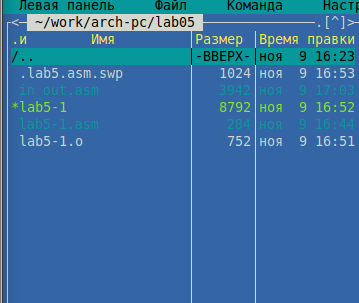 Левая панель Файл Команда Наст
<─ ~/work/arch-pc/lab05 ─.[^]>
.и Имя Размер Время правки
/.. -ВВЕРХ- ноя 9 16:23
.lab5.asm.swp 1024 ноя 9 16:53
in_out.asm 3942 ноя 9 17:03
*lab5-1 8792 ноя 9 16:52
lab5-1.asm 284 ноя 9 16:44
lab5-1.o 752 ноя 9 16:51